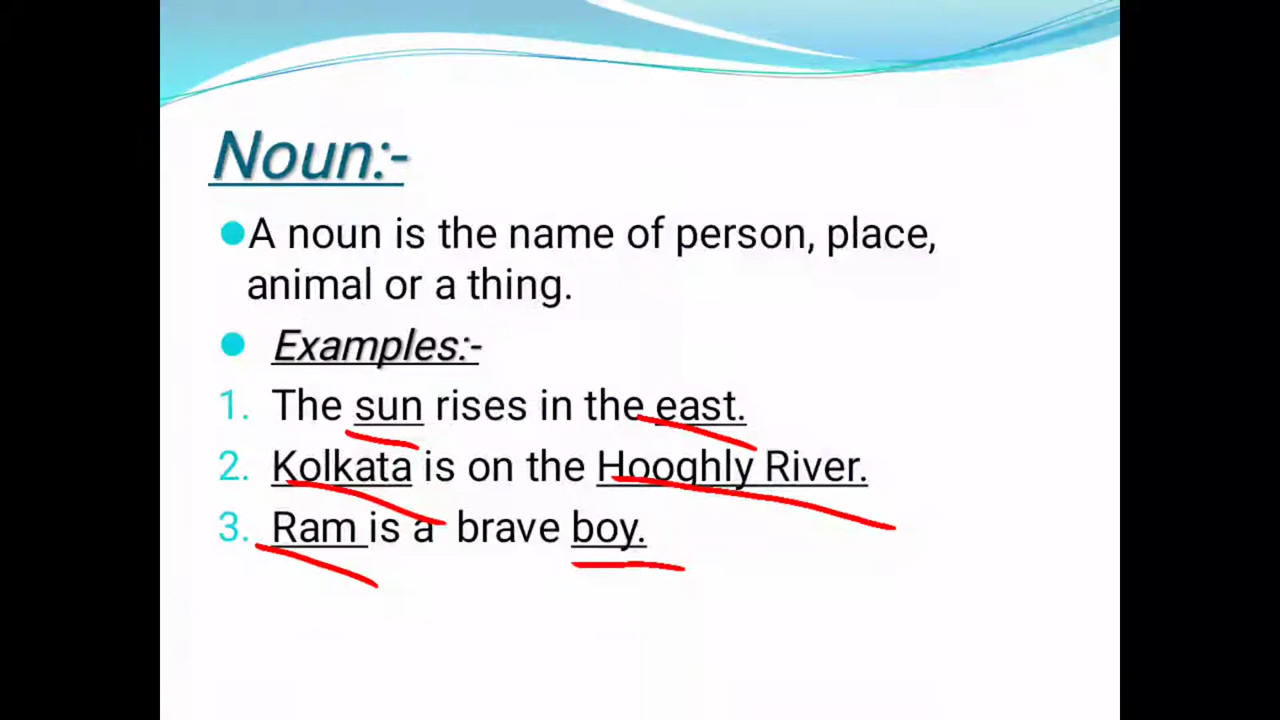 Noun:-
A noun is the name of person, place,
animal or a thing.
Examples:-
1. The sun rises in the east.
2. Kolkata is on the Hooghly River.
3. Ram is a brave boy.